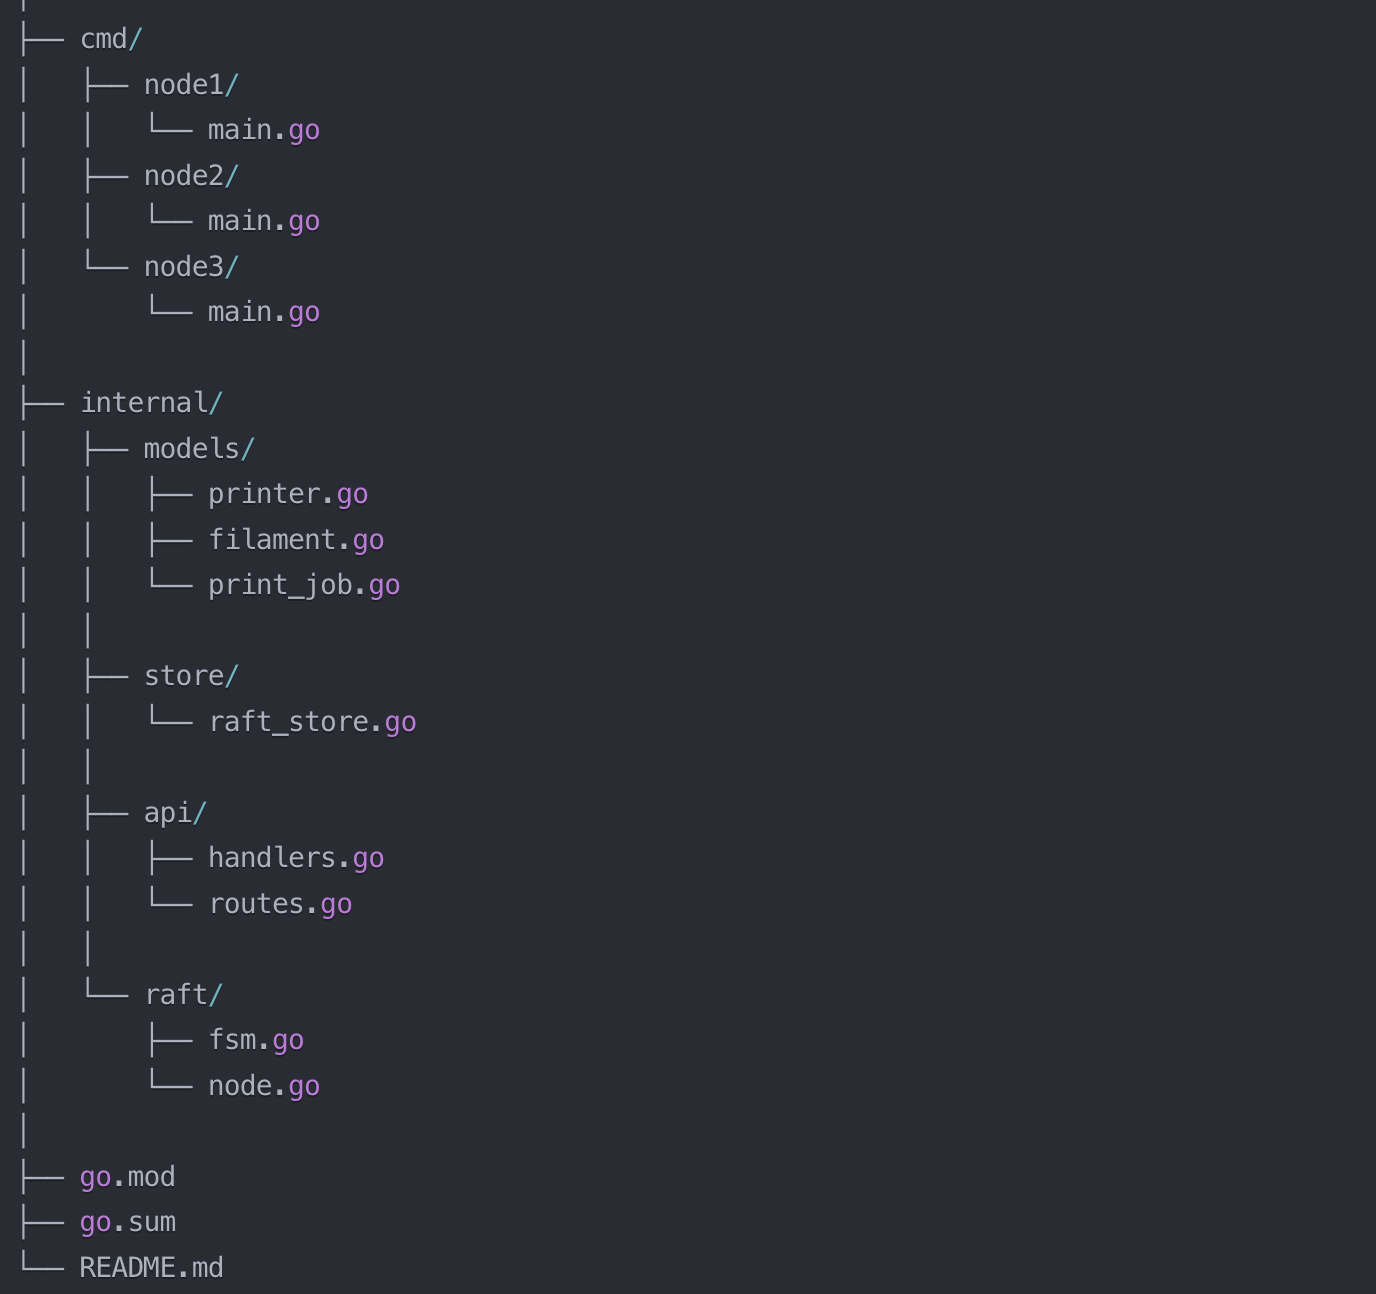 │
├── cmd/
│   ├── node1/
│   │   └── main.go
│   ├── node2/
│   │   └── main.go
│   └── node3/
│       └── main.go
│
├── internal/
│   ├── models/
│   │   ├── printer.go
│   │   ├── filament.go
│   │   └── print_job.go
│   │
│   ├── store/
│   │   └── raft_store.go
│   │
│   ├── api/
│   │   ├── handlers.go
│   │   └── routes.go
│   │
│   └── raft/
│       ├── fsm.go
│       └── node.go
│
├── go.mod
├── go.sum
└── README.md